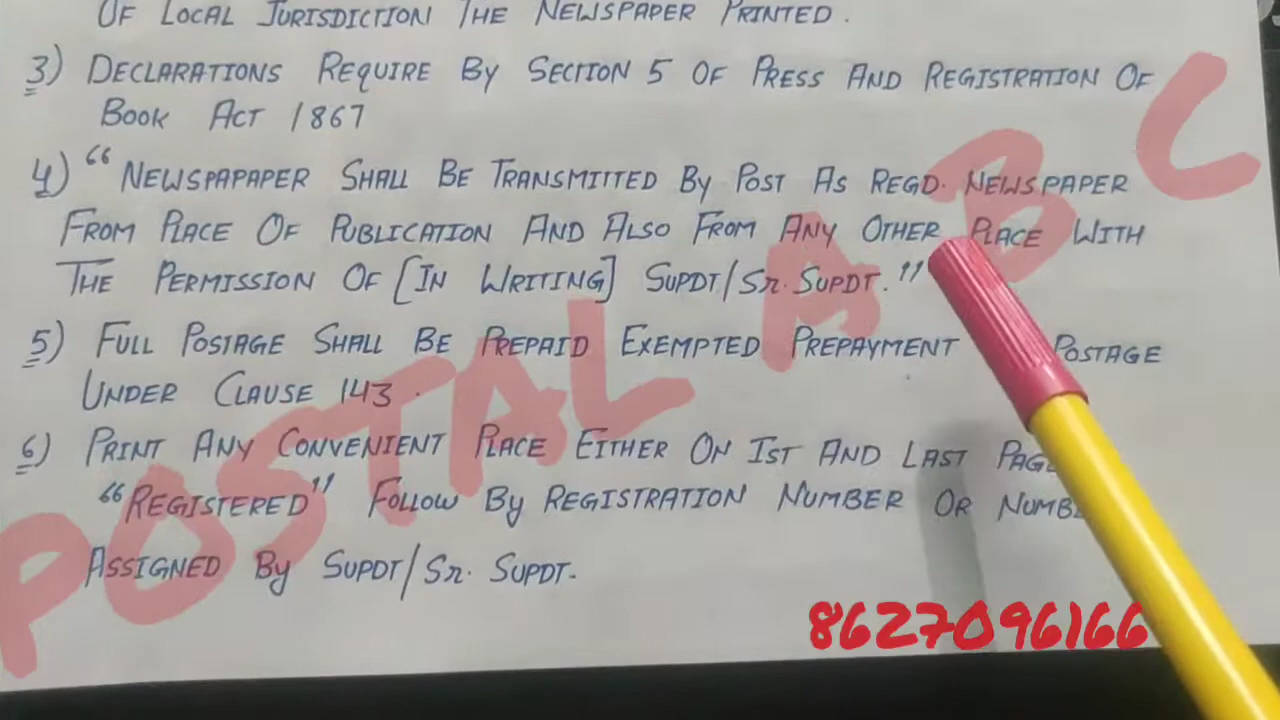 OF LOCAL JURISDICTION THE NEWSPAPER PRINTED.
3) DECLARATIONS REQUIRE BY SECTION 5 OF PRESS AND REGISTRATION OF
BOOK ACT 1867
4) "NEWSPAPAPER SHALL BE TRANSMITTED BY POST AS REGD. NEWSPAPER
FROM PLACE OF PUBLICATION AND ALSO FROM ANY OTHER PLACE WITH
THE PERMISSION OF [IN WRITING] SUPDT/Sr. SUPDT."
5) FULL POSTAGE SHALL BE PREPAID EXEMPTED PREPAYMENT POSTAGE
UNDER CLAUSE 143.
6) PRINT ANY CONVENIENT PLACE EITHER ON IST AND LAST PAGE
"REGISTERED" FOLLOW BY REGISTRATION NUMBER OR
ASSIGNED BY SUPDT/Sr. SUPDT.
POSTAL ABC
8627096166